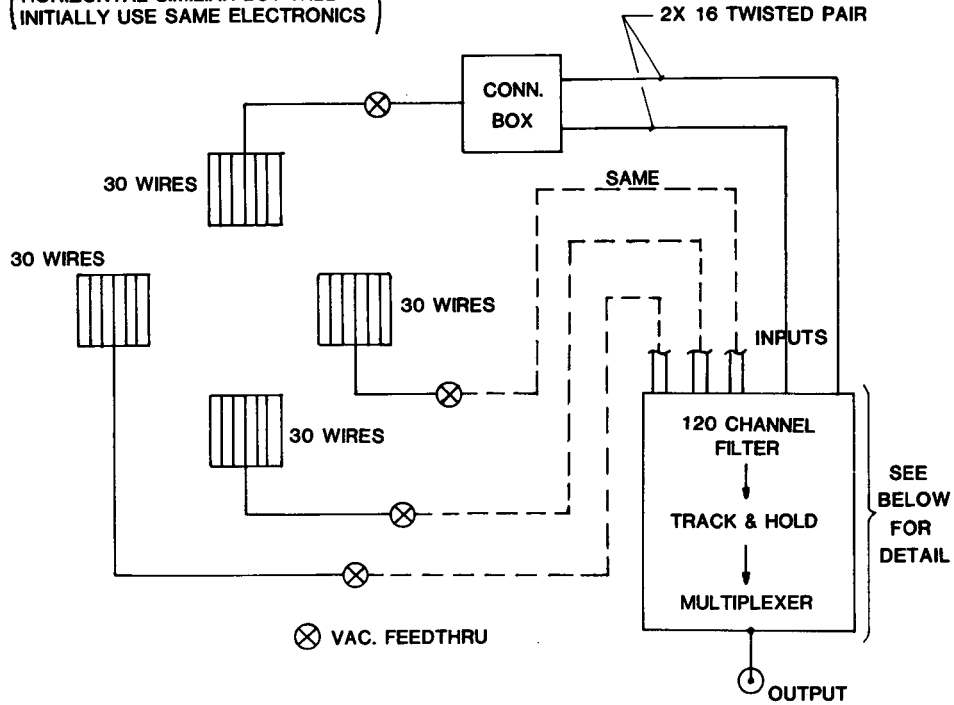 INITIALLY USE SAME ELECTRONICS
2X 16 TWISTED PAIR
CONN.
BOX
30 WIRES
SAME
30 WIRES
30 WIRES
INPUTS
30 WIRES
120 CHANNEL
FILTER
TRACK & HOLD
MULTIPLEXER
SEE
BELOW
FOR
DETAIL
VAC. FEEDTHRU
OUTPUT